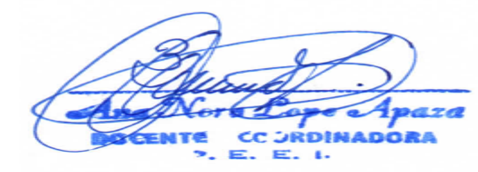 Ana Nora Lope Apaza
DOCENTE COORDINADORA
P. E. E. I.